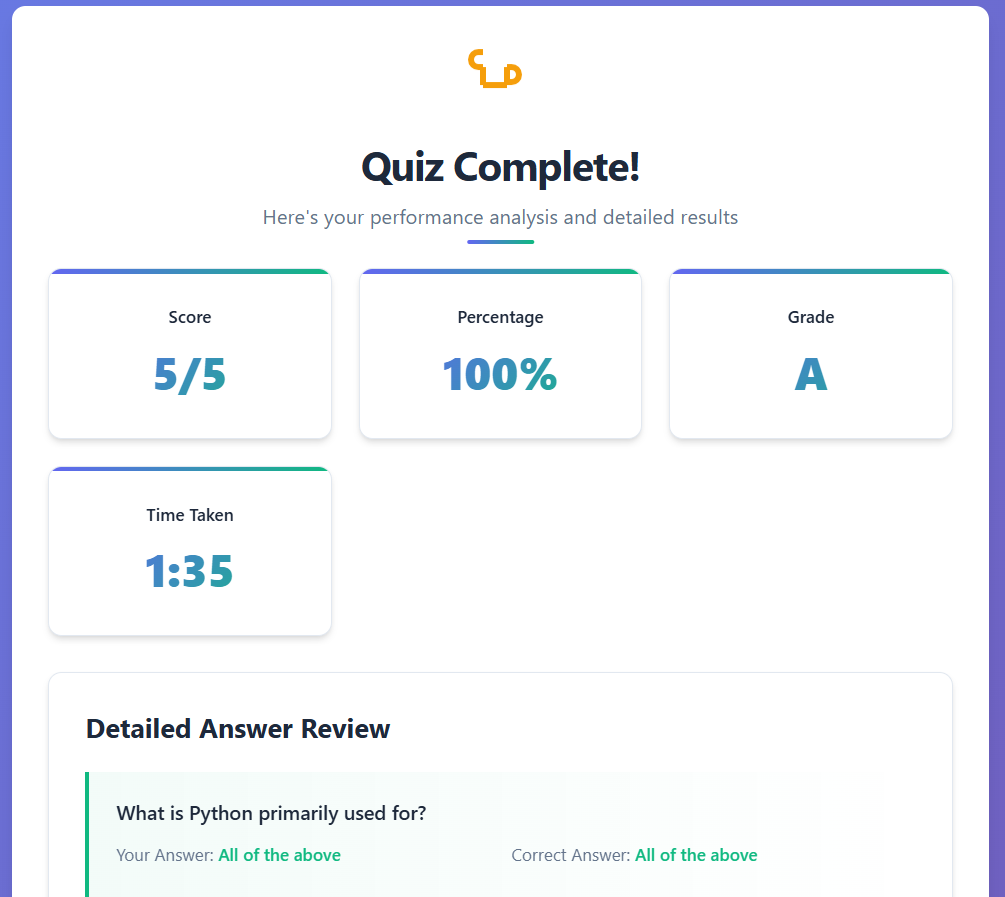 Quiz Complete!
Here's your performance analysis and detailed results
Score
5/5
Percentage
100%
Grade
A
Time Taken
1:35
Detailed Answer Review
What is Python primarily used for?
Your Answer: All of the above
Correct Answer: All of the above